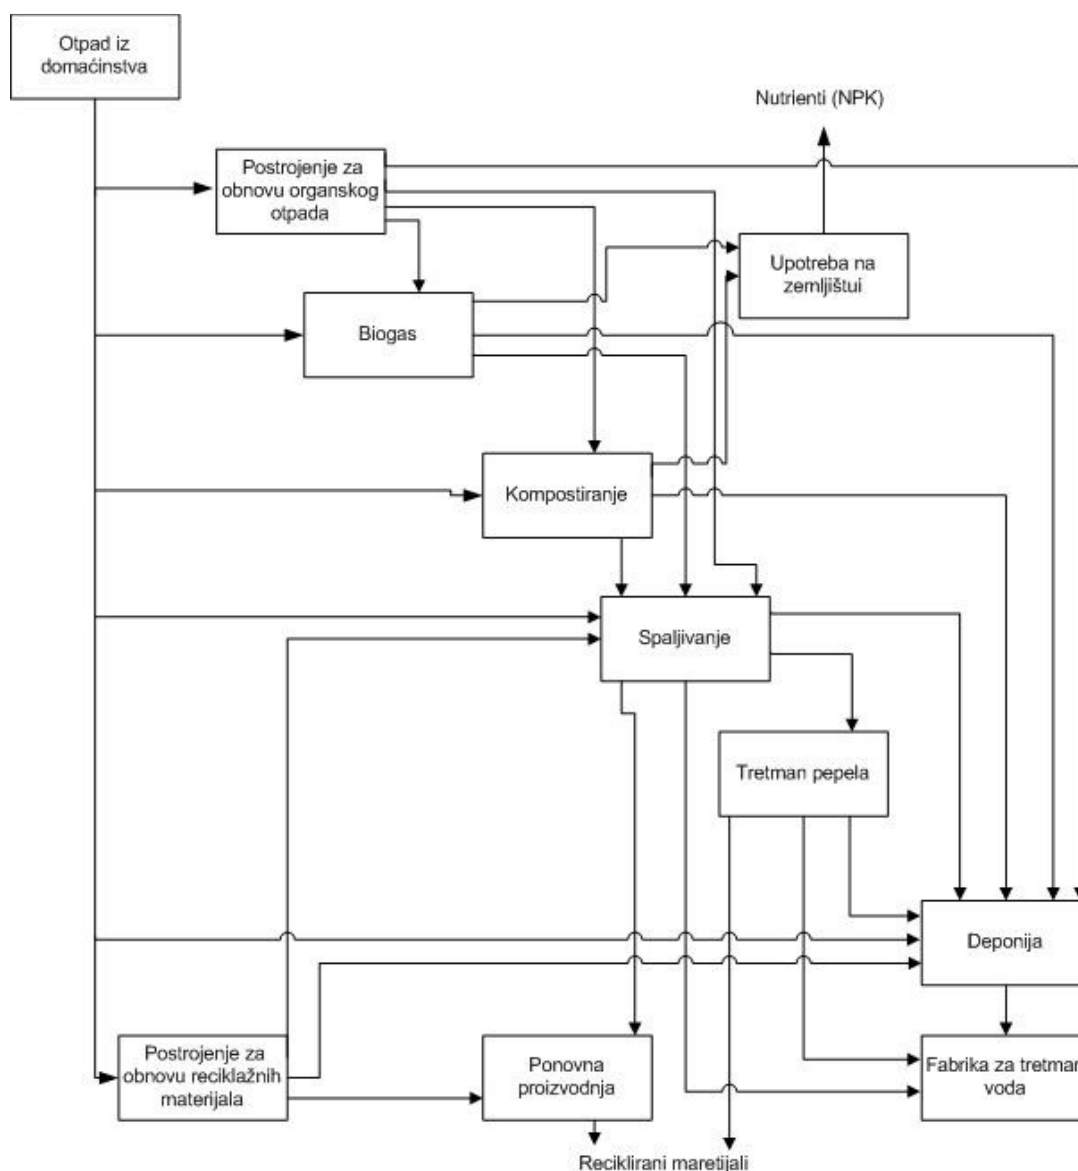 Otpad iz
domaćinstva
Nutrienti (NPK)
Postrojenje za
obnovu organskog
otpada
Upotreba na
zemljištui
Biogas
Kompostiranje
Spaljivanje
Tretman pepela
Deponija
Postrojenje za
obnovu reciklažnih
materijala
Ponovna
proizvodnja
Fabrika za tretman
voda
Reciklirani maretijali